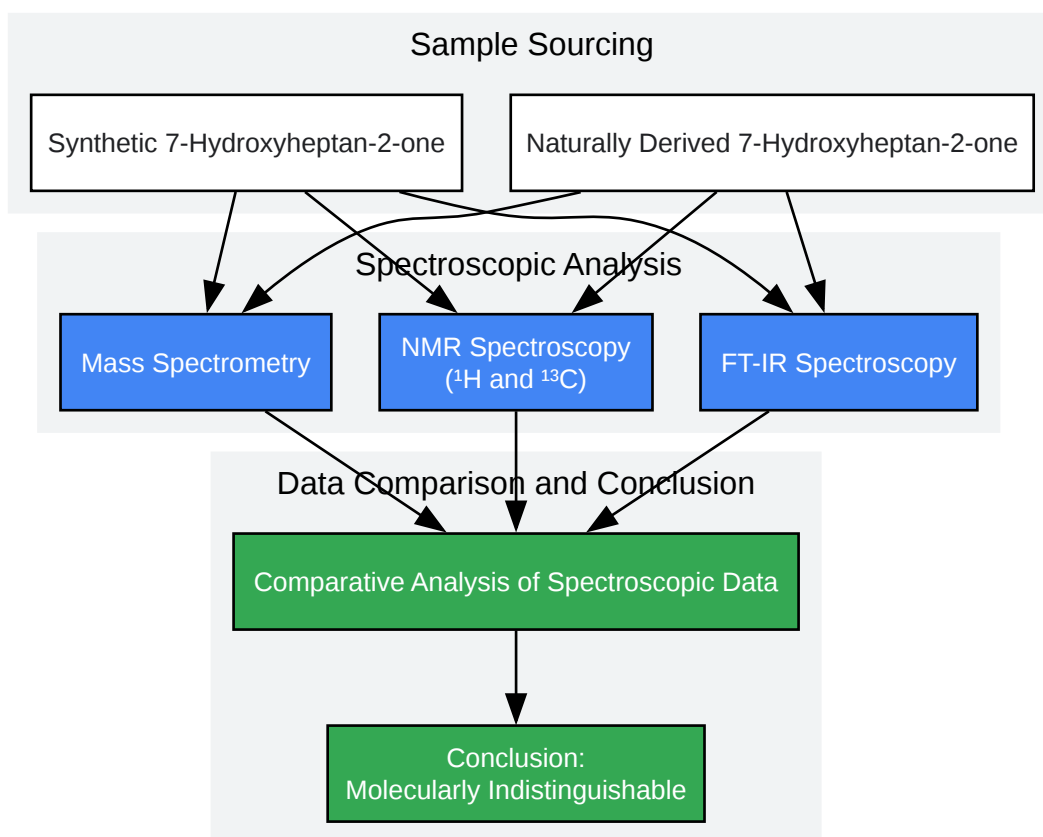 Sample Sourcing
Synthetic 7-Hydroxyheptan-2-one
Naturally Derived 7-Hydroxyheptan-2-one
Spectroscopic Analysis
Mass Spectrometry
NMR Spectroscopy
(¹H and ¹³C)
FT-IR Spectroscopy
Data Comparison and Conclusion
Comparative Analysis of Spectroscopic Data
Conclusion:
Molecularly Indistinguishable